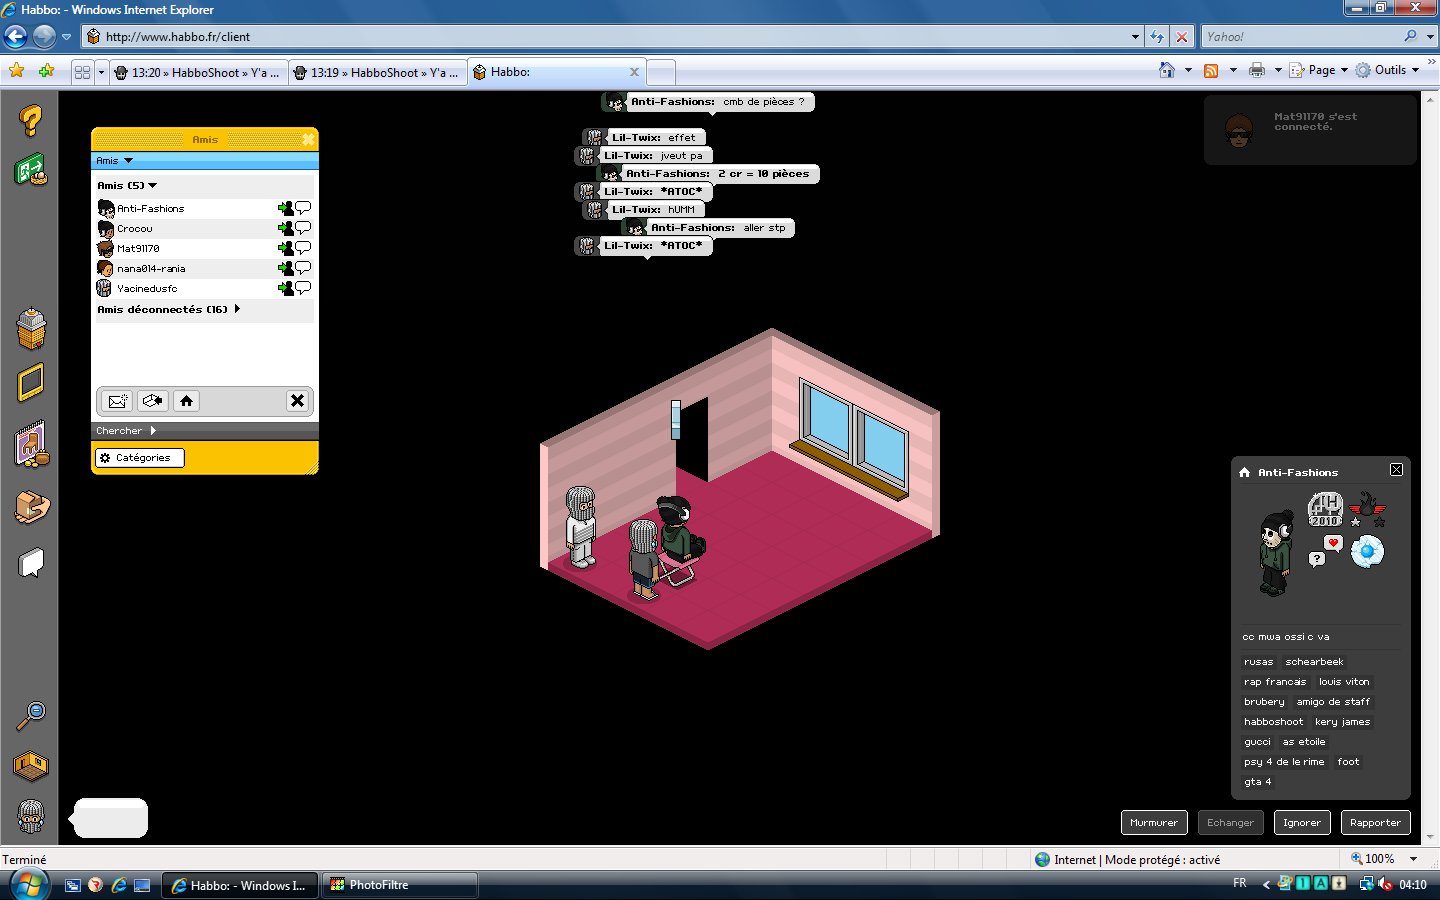 Habbo: - Windows Internet Explorer
http://www.habbo.fr/client
Yahoo!
13:20 » HabboShoot » Y'a ...
13:19 » HabboShoot » Y'a ...
Habbo:
Page
Outils
Anti-Fashions: cmb de pièces ?
Lil-Twix: effet
Lil-Twix: jveut pa
Anti-Fashions: 2 cr = 10 pièces
Lil-Twix: *ATOC*
Lil-Twix: hUMM
Anti-Fashions: aller stp
Lil-Twix: *ATOC*
Mat91170 s'est
connecté.
Amis
Amis
Amis (5)
Anti-Fashions
Crocou
Mat91170
nana014-rania
Yacinedusfc
Amis déconnectés (16)
Chercher
Catégories
Anti-Fashions
2010
cc mwa ossi c va
rusas schearbeek
rap francais louis viton
brubery amigo de staff
habboshoot kery james
gucci as etoile
psy 4 de le rime foot
gta 4
Murmurer Echanger Ignorer Rapporter
Terminé
Internet | Mode protégé : activé
100%
Habbo: - Windows I...
PhotoFiltre
FR
04:10